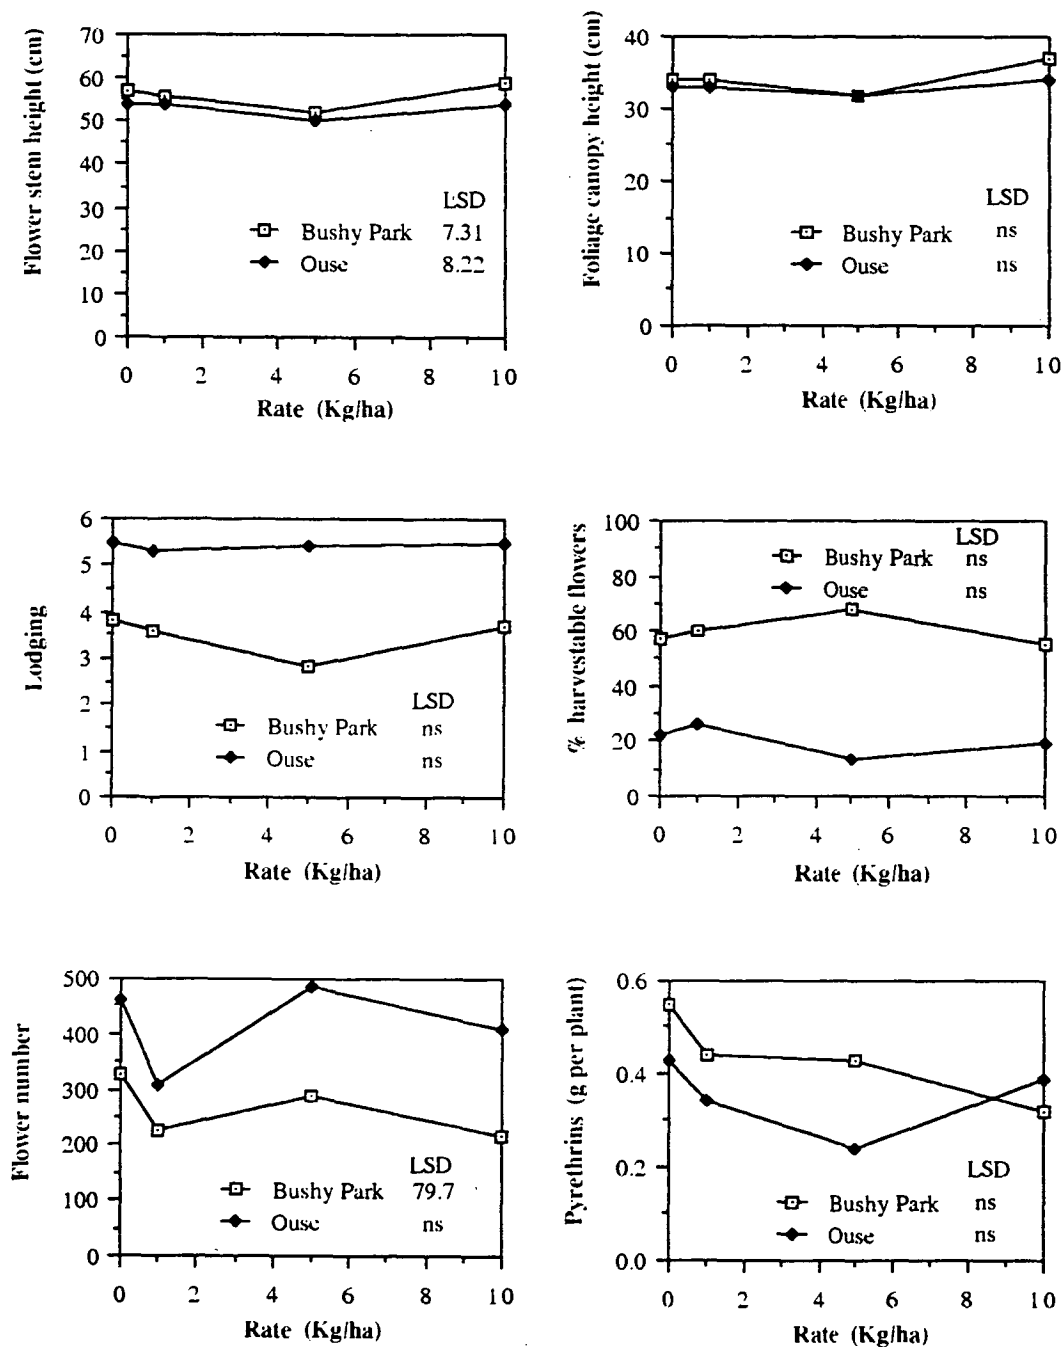 Flower stem height (cm)
70
60
50
40
30
20
10
0
LSD
Bushy Park 7.31
Ouse 8.22
0 2 4 6 8 10
Rate (Kg/ha)
Foliage canopy height (cm)
40
30
20
10
0
LSD
Bushy Park ns
Ouse ns
0 2 4 6 8 10
Rate (Kg/ha)
Lodging
6
5
4
3
2
1
0
LSD
Bushy Park ns
Ouse ns
0 2 4 6 8 10
Rate (Kg/ha)
% harvestable flowers
100
80
60
40
20
0
LSD
Bushy Park ns
Ouse ns
0 2 4 6 8 10
Rate (Kg/ha)
Flower number
500
400
300
200
100
0
LSD
Bushy Park 79.7
Ouse ns
0 2 4 6 8 10
Rate (Kg/ha)
Pyrethrins (g per plant)
0.6
0.4
0.2
0.0
LSD
Bushy Park ns
Ouse ns
0 2 4 6 8 10
Rate (Kg/ha)